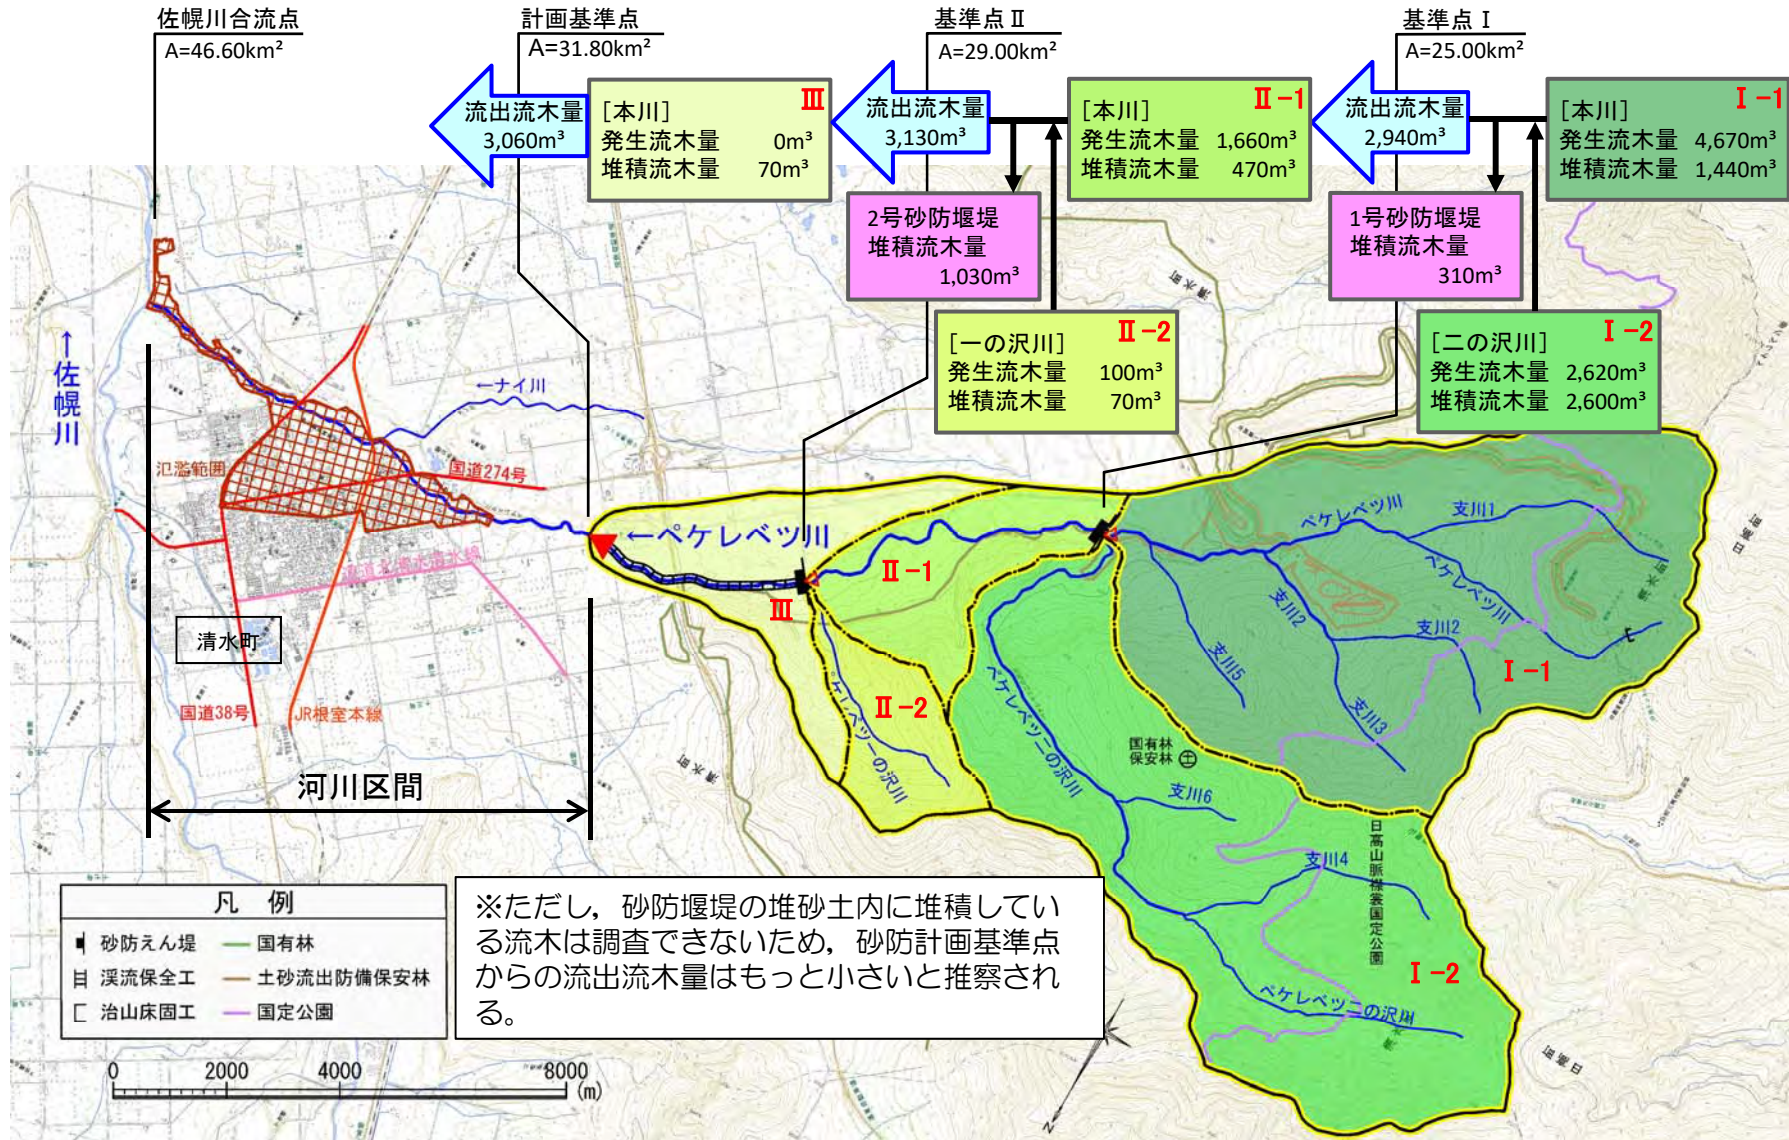 佐幌川合流点
A=46.60km²
計画基準点
A=31.80km²
基準点Ⅱ
A=29.00km²
基準点Ⅰ
A=25.00km²
流出流木量
3,060m³
Ⅲ
[本川]
発生流木量 0m³
堆積流木量 70m³
流出流木量
3,130m³
Ⅱ-1
[本川]
発生流木量 1,660m³
堆積流木量 470m³
流出流木量
2,940m³
Ⅰ-1
[本川]
発生流木量 4,670m³
堆積流木量 1,440m³
2号砂防堰堤
堆積流木量
1,030m³
1号砂防堰堤
堆積流木量
310m³
Ⅱ-2
[一の沢川]
発生流木量 100m³
堆積流木量 70m³
Ⅰ-2
[二の沢川]
発生流木量 2,620m³
堆積流木量 2,600m³
←佐幌川
←ナイ川
氾濫範囲
国道274号
←ペケレベツ川
清水町
国道38号
JR根室本線
河川区間
Ⅲ
Ⅱ-1
Ⅱ-2
Ⅰ-1
Ⅰ-2
ペケレベツ川
支川1
ペケレベツ川
支川2
支川2
支川5
支川3
ペケレベツ一の沢川
ペケレベツ二の沢川
国有林
保安林
土
支川6
支川4
日高山脈襟裳国定公園
ペケレベツ二の沢川
清水町
清水町
日高町
日高町
凡 例
砂防えん堤
国有林
渓流保全工
土砂流出防備保安林
治山床固工
国定公園
※ただし，砂防堰堤の堆砂土内に堆積してい
る流木は調査できないため，砂防計画基準点
からの流出流木量はもっと小さいと推察され
る。
0 2000 4000 8000
(m)
N